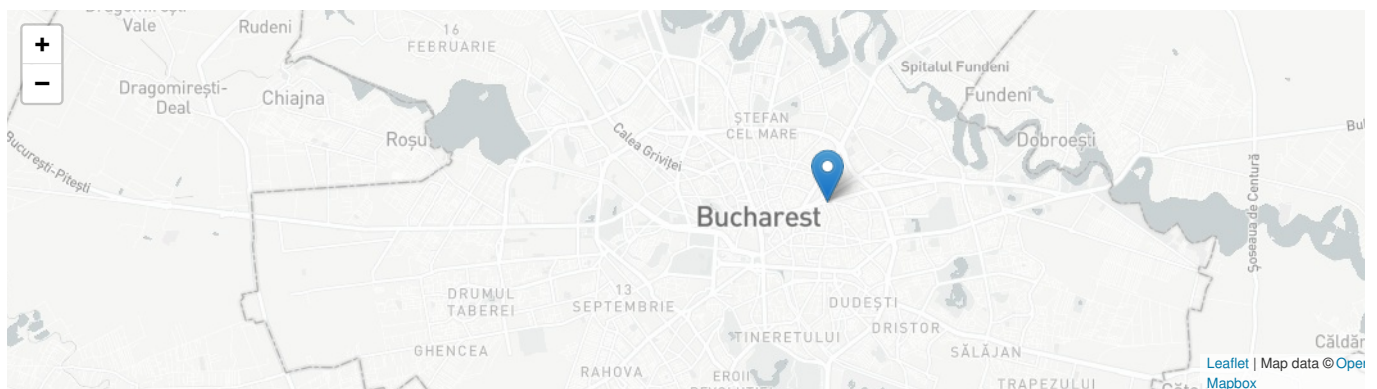 +
−
Vale
Rudeni
16
FEBRUARIE
Spitalul Fundeni
Dragomirești-
Deal
Chiajna
Fundeni
ȘTEFAN
CEL MARE
Roșu
Calea Griviței
Dobroești
București-Pitești
Șoseaua de Centură
Bucharest
DRUMUL
TABEREI
13
SEPTEMBRIE
DUDEȘTI
TINERETULUI
DRISTOR
GHENCEA
SĂLĂJAN
RAHOVA
EROII
TRAPEZULUI
Leaflet | Map data © Oper
Mapbox